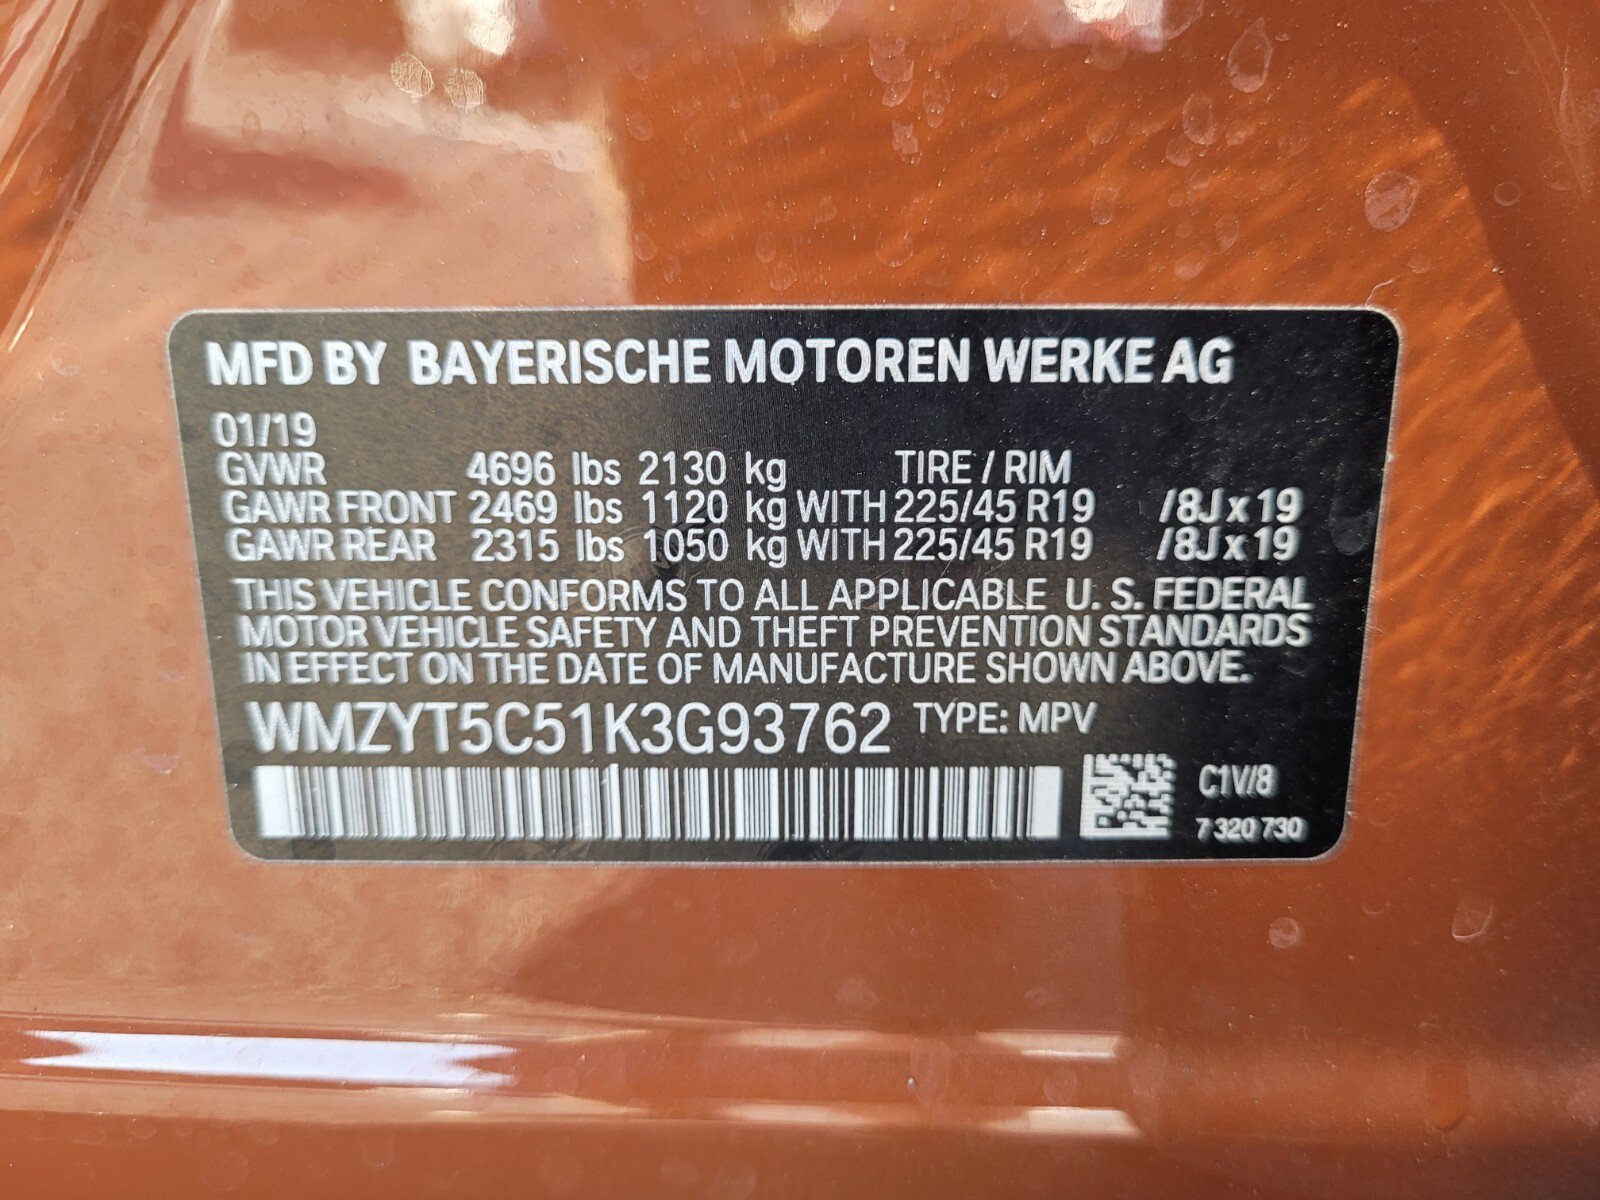 MFD BY BAYERISCHE MOTOREN WERKE AG
01/19
GVWR 4696 lbs 2130 kg TIRE / RIM
GAWR FRONT 2469 lbs 1120 kg WITH 225/45 R19 /8J x 19
GAWR REAR 2315 lbs 1050 kg WITH 225/45 R19 /8J x 19
THIS VEHICLE CONFORMS TO ALL APPLICABLE U. S. FEDERAL
MOTOR VEHICLE SAFETY AND THEFT PREVENTION STANDARDS
IN EFFECT ON THE DATE OF MANUFACTURE SHOWN ABOVE.
WMZYT5C51K3G93762 TYPE: MPV
C1V/8
7 320 730